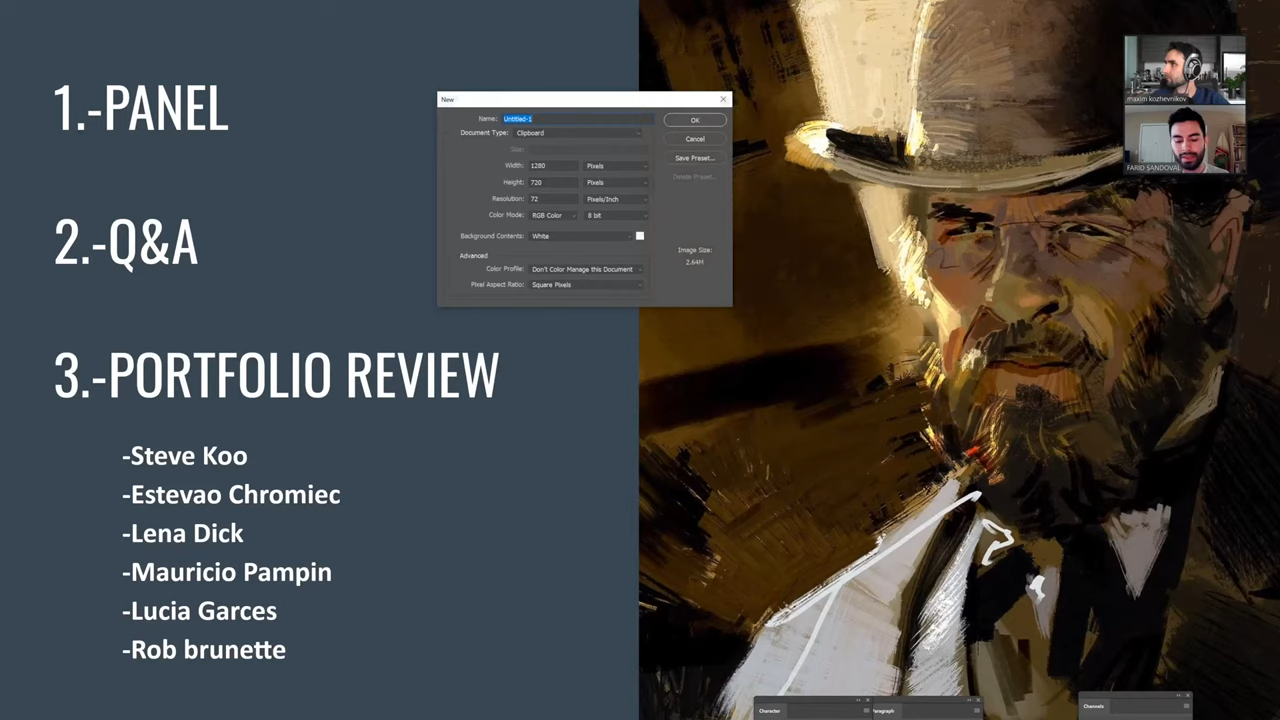 1.-PANEL
2.-Q&A
3.-PORTFOLIO REVIEW
-Steve Koo
-Estevao Chromiec
-Lena Dick
-Mauricio Pampin
-Lucia Garces
-Rob brunette
New
Name: Untitled-1
OK
Document Type: Clipboard
Cancel
Size:
Save Preset...
Width: 1280 Pixels
Delete Preset...
Height: 720 Pixels
Resolution: 72 Pixels/Inch
Color Mode: RGB Color 8 bit
Background Contents: White
Image Size:
2.64M
Advanced
Color Profile: Don't Color Manage this Document
Pixel Aspect Ratio: Square Pixels
maxim kozhevnikov
FARID SANDOVAL
Character
Paragraph
Channels